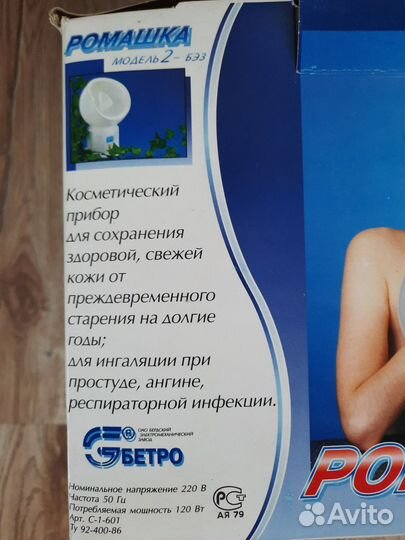 РОМАШКА
МОДЕЛЬ 2 - БЭЗ
Косметический
прибор
для сохранения
здоровой, свежей
кожи от
преждевременного
старения на долгие
годы;
для ингаляции при
простуде, ангине,
респираторной инфекции.
ОАО БЕЛЬСКИЙ
ЭЛЕКТРОМЕХАНИЧЕСКИЙ
ЗАВОД
БЕТРО
Номинальное напряжение 220 В
Частота 50 Гц
Потребляемая мощность 120 Вт
Арт. С-1-601
Ту 92-400-86
РСТ
АЯ 79
РО
Avito